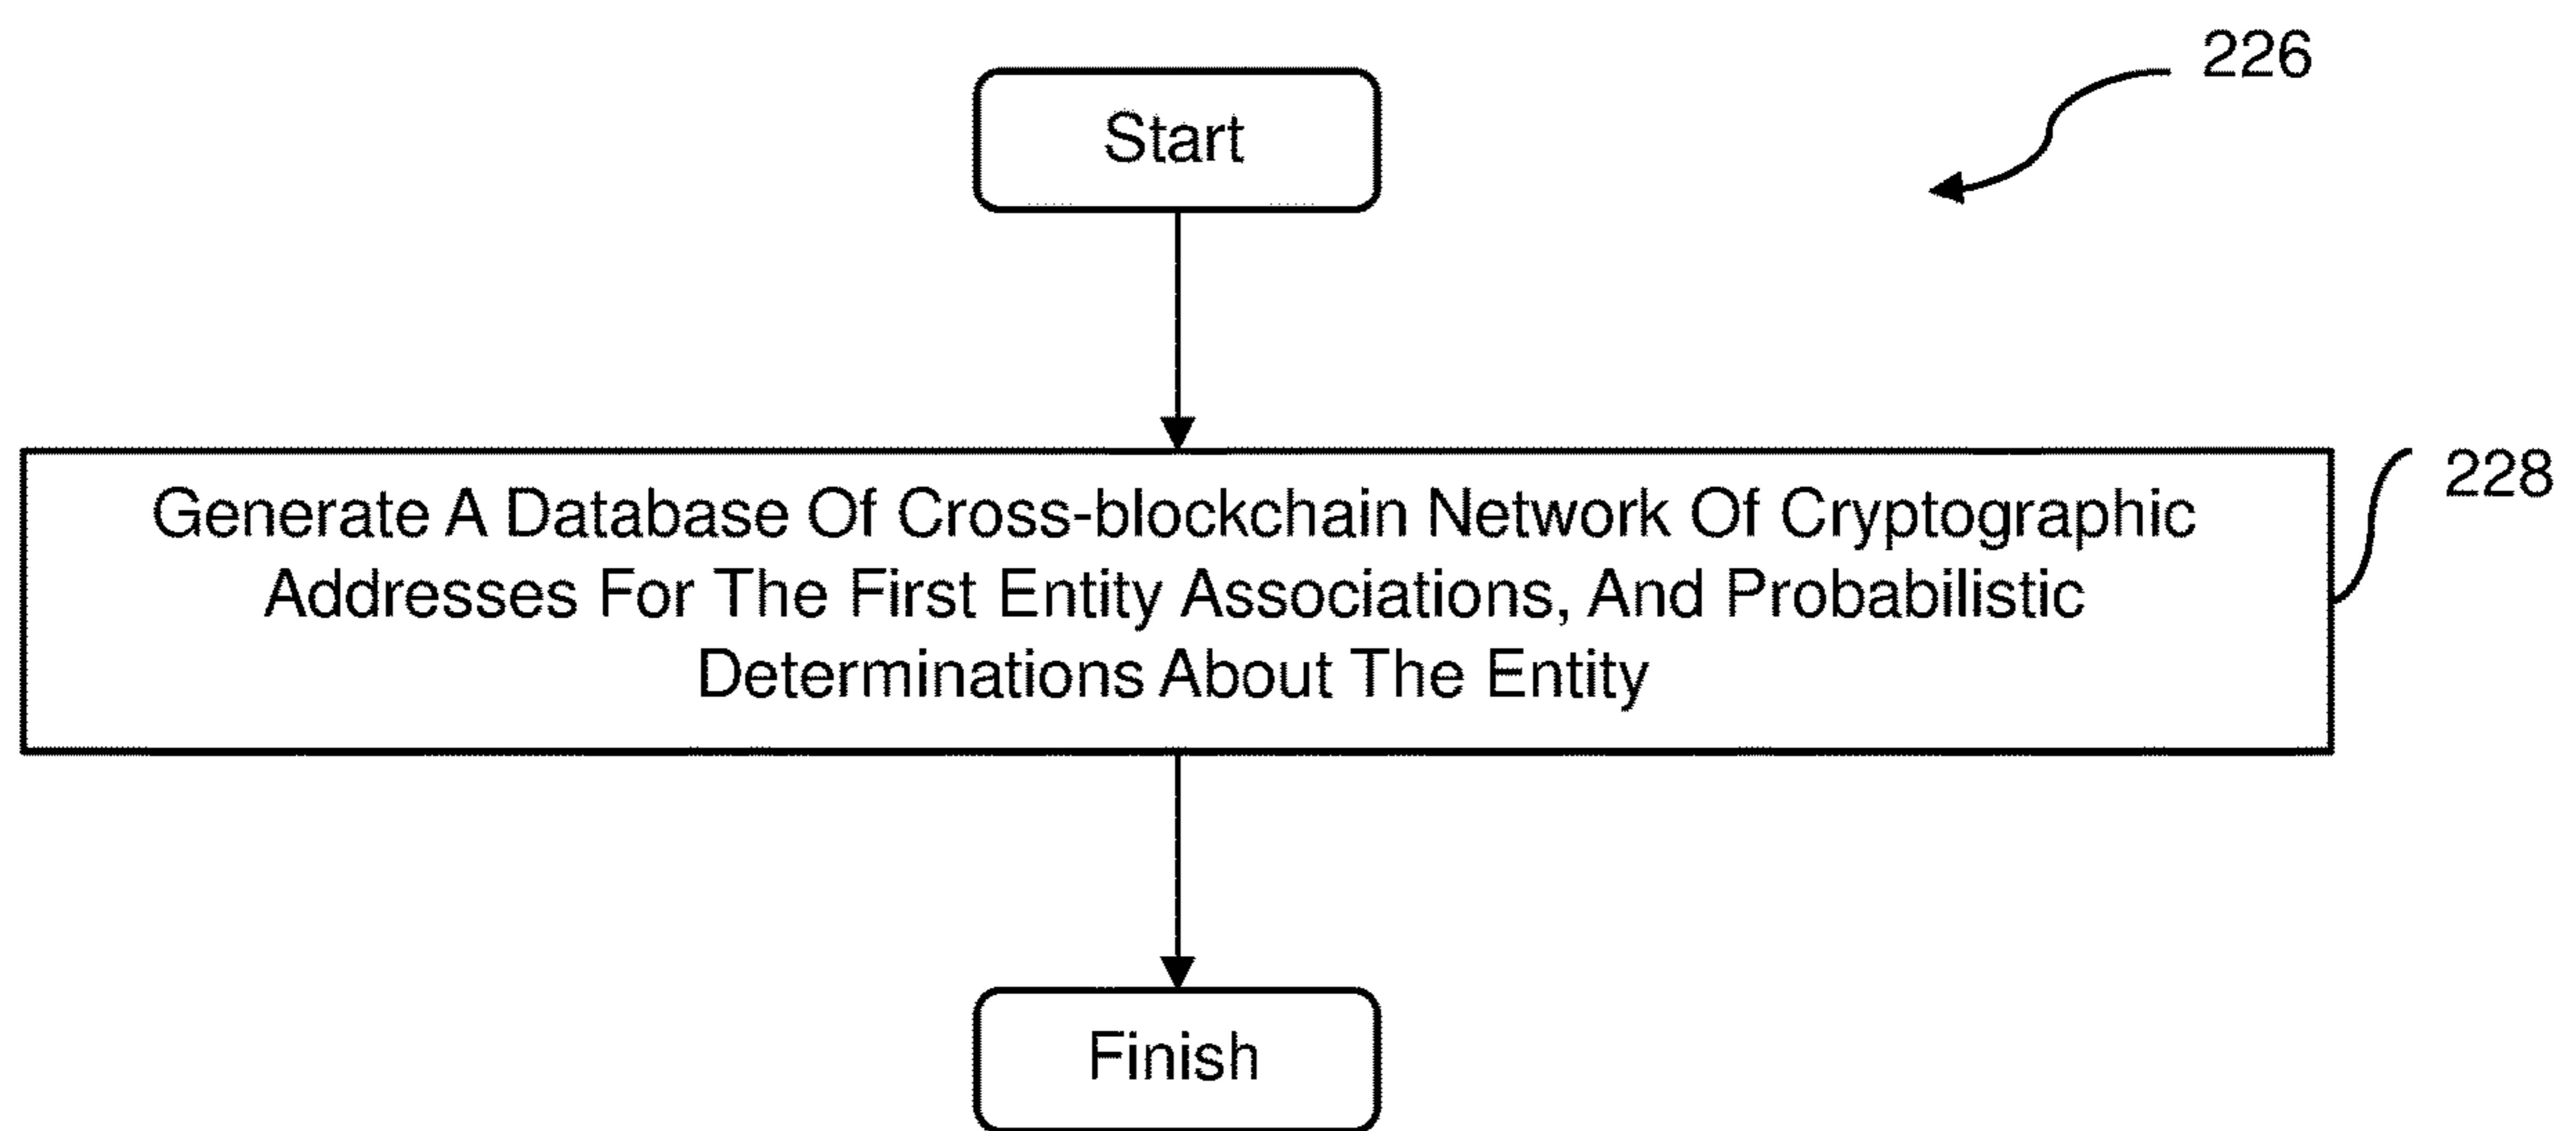 226
Start
Generate A Database Of Cross-blockchain Network Of Cryptographic
Addresses For The First Entity Associations, And Probabilistic
Determinations About The Entity
228
Finish